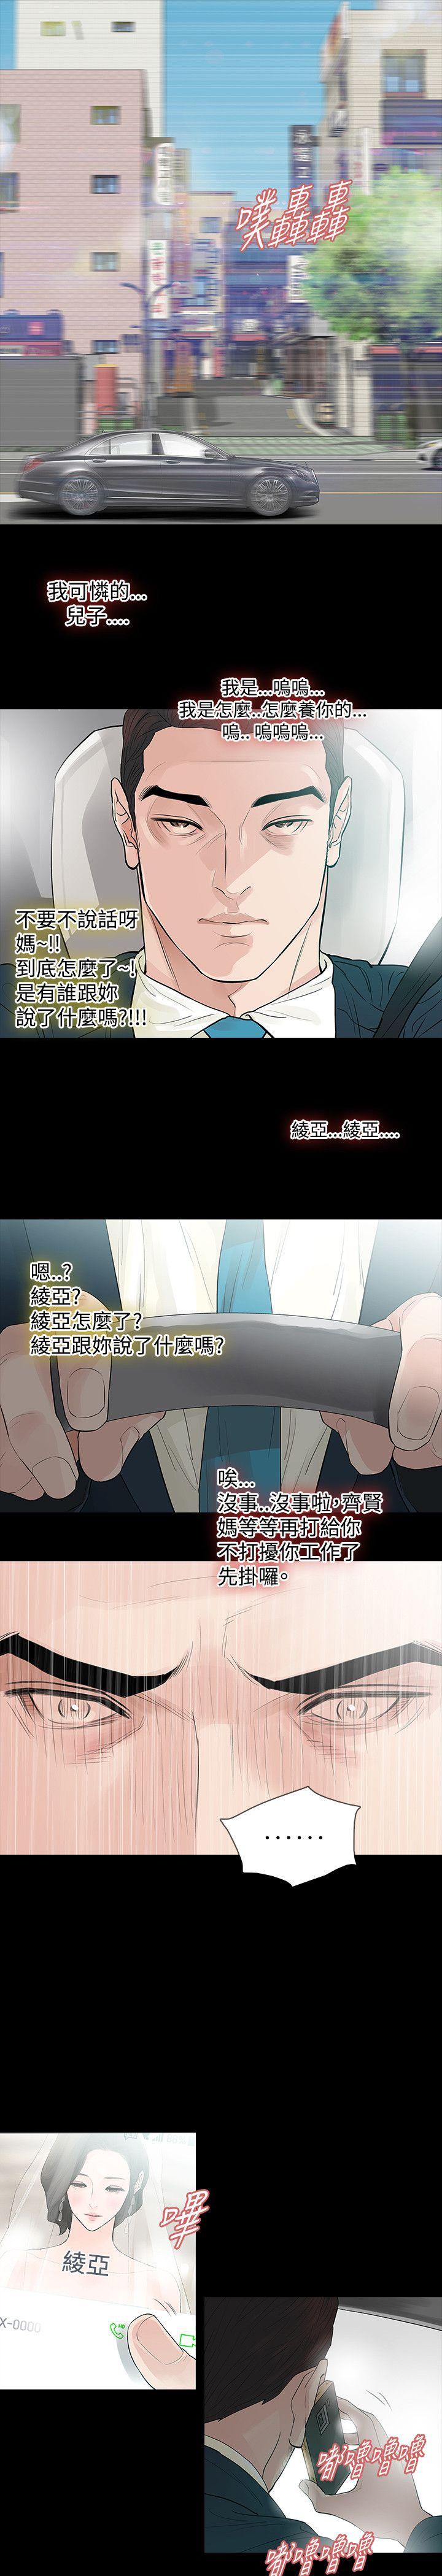 永道工
噗轟轟
我可憐的...
兒子....
我是...嗚嗚...
我是怎麼..怎麼養你的...
嗚.. 嗚嗚嗚...
不要不說話呀
媽~!!
到底怎麼了~!
是有誰跟妳
說了什麼嗎?!!!
綾亞...綾亞....
嗯..?
綾亞?
綾亞怎麼了?
綾亞跟妳說了什麼嗎?
唉...
沒事..沒事啦，齊賢
媽等等再打給你
不打擾你工作了
先掛囉。
......
嗶
綾亞
X-0000
HD
嘟嚕嚕嚕
嘟嚕嚕嚕